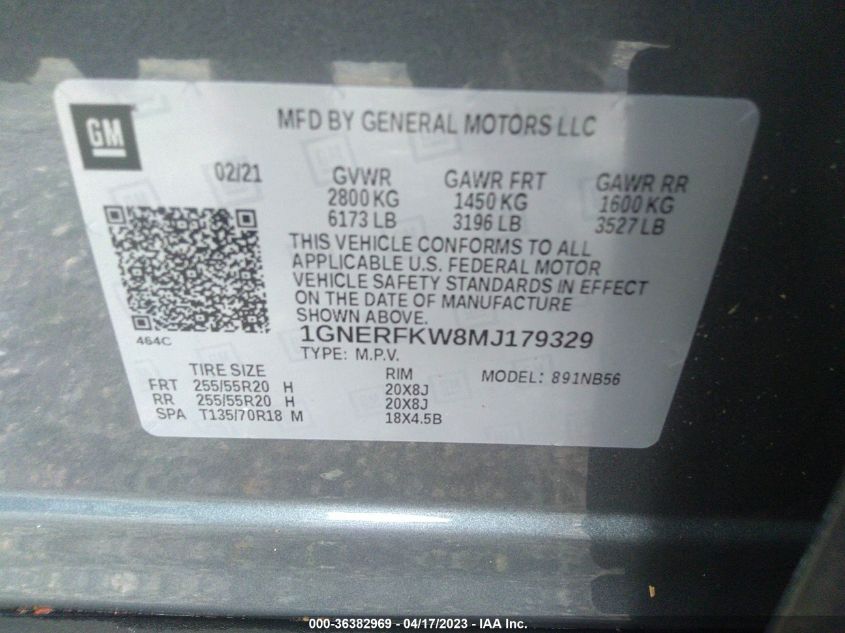 GM
MFD BY GENERAL MOTORS LLC
02/21
GVWR
2800 KG
6173 LB
GAWR FRT
1450 KG
3196 LB
GAWR RR
1600 KG
3527 LB
THIS VEHICLE CONFORMS TO ALL
APPLICABLE U.S. FEDERAL MOTOR
VEHICLE SAFETY STANDARDS IN EFFECT
ON THE DATE OF MANUFACTURE
SHOWN ABOVE.
464C
1GNERFKW8MJ179329
TYPE: M.P.V.
MODEL: 891NB56
TIRE SIZE RIM
FRT 255/55R20 H 20X8J
RR 255/55R20 H 20X8J
SPA T135/70R18 M 18X4.5B
000-36382969 - 04/17/2023 - IAA Inc.